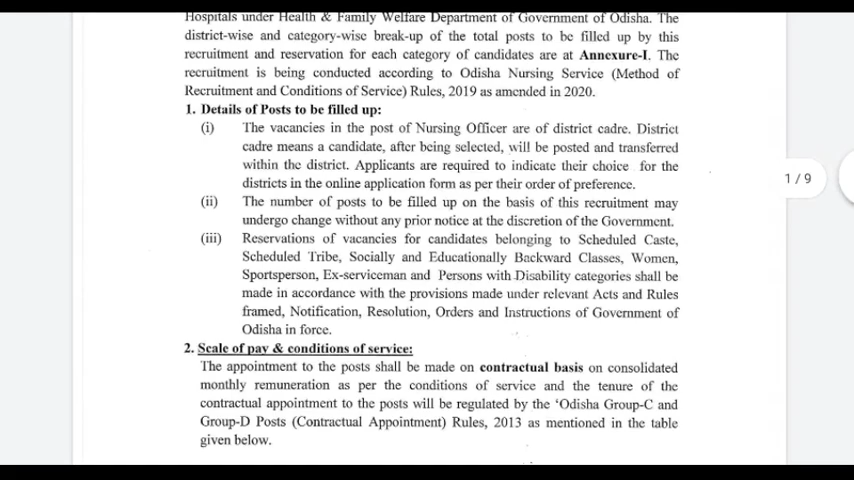 Hospitals under Health & Family Welfare Department of Government of Odisha. The
district-wise and category-wise break-up of the total posts to be filled up by this
recruitment and reservation for each category of candidates are at Annexure-I. The
recruitment is being conducted according to Odisha Nursing Service (Method of
Recruitment and Conditions of Service) Rules, 2019 as amended in 2020.
1. Details of Posts to be filled up:
(i) The vacancies in the post of Nursing Officer are of district cadre. District
cadre means a candidate, after being selected, will be posted and transferred
within the district. Applicants are required to indicate their choice for the
districts in the online application form as per their order of preference.
(ii) The number of posts to be filled up on the basis of this recruitment may
undergo change without any prior notice at the discretion of the Government.
(iii) Reservations of vacancies for candidates belonging to Scheduled Caste,
Scheduled Tribe, Socially and Educationally Backward Classes, Women,
Sportsperson, Ex-serviceman and Persons with Disability categories shall be
made in accordance with the provisions made under relevant Acts and Rules
framed, Notification, Resolution, Orders and Instructions of Government of
Odisha in force.
1 / 9
2. Scale of pay & conditions of service:
The appointment to the posts shall be made on contractual basis on consolidated
monthly remuneration as per the conditions of service and the tenure of the
contractual appointment to the posts will be regulated by the ‘Odisha Group-C and
Group-D Posts (Contractual Appointment) Rules, 2013 as mentioned in the table
given below.